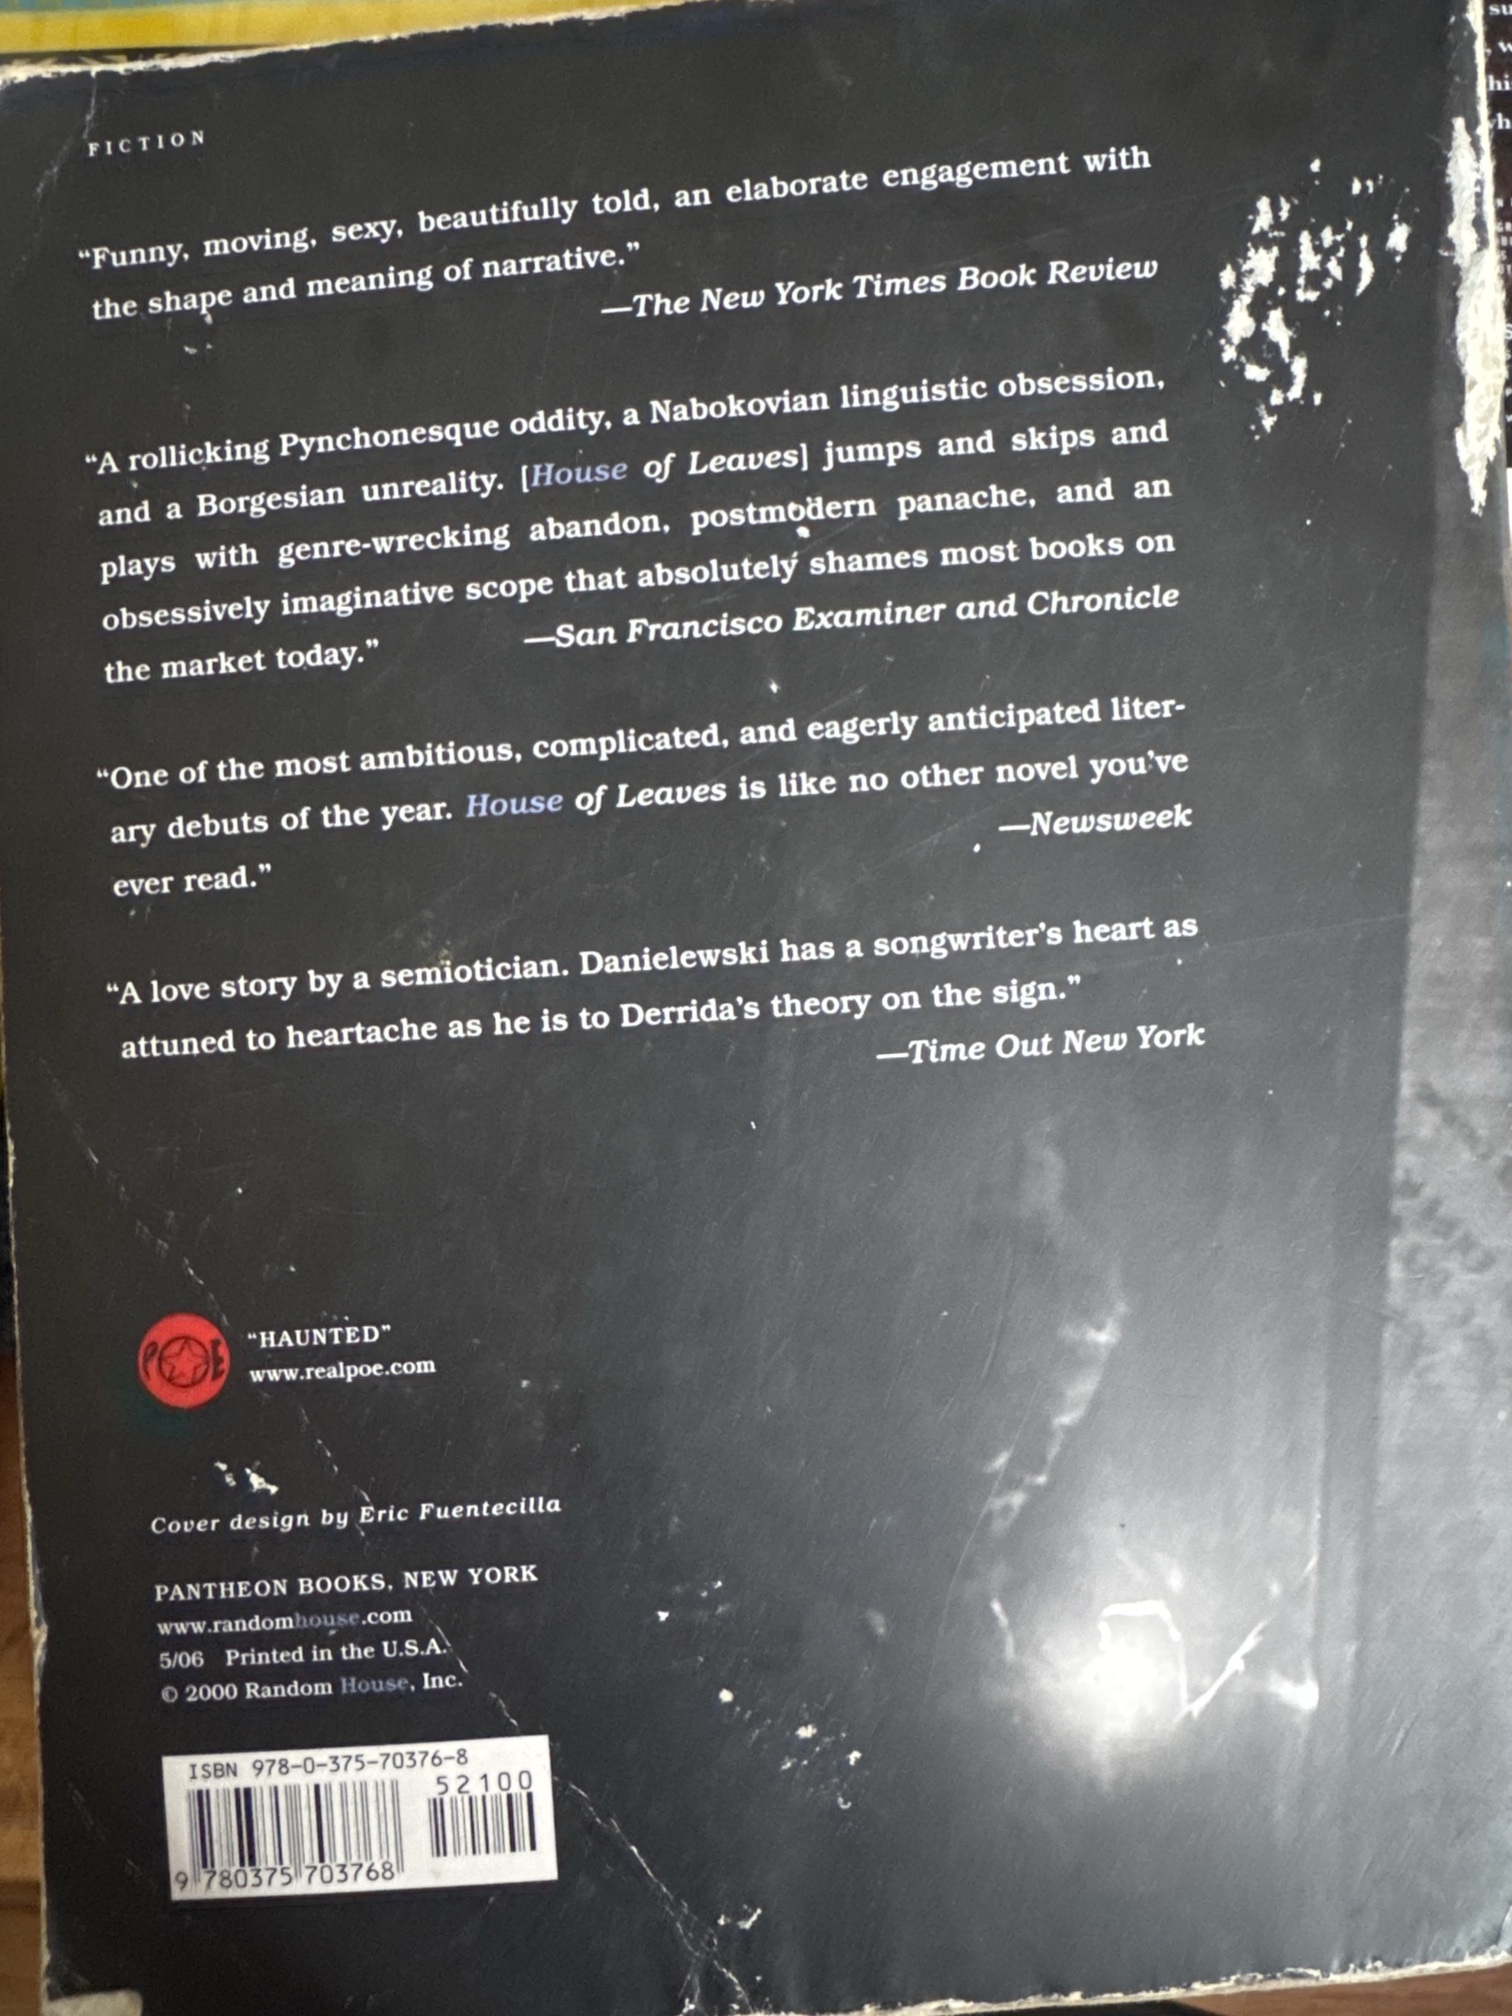 FICTION
“Funny, moving, sexy, beautifully told, an elaborate engagement with
the shape and meaning of narrative.”
—The New York Times Book Review
“A rollicking Pynchonesque oddity, a Nabokovian linguistic obsession,
and a Borgesian unreality. [House of Leaves] jumps and skips and
plays with genre-wrecking abandon, postmodern panache, and an
obsessively imaginative scope that absolutely shames most books on
the market today.” —San Francisco Examiner and Chronicle
“One of the most ambitious, complicated, and eagerly anticipated liter-
ary debuts of the year. House of Leaves is like no other novel you’ve
ever read.” —Newsweek
“A love story by a semiotician. Danielewski has a songwriter’s heart as
attuned to heartache as he is to Derrida’s theory on the sign.”
—Time Out New York
POE
“HAUNTED”
www.realpoe.com
Cover design by Eric Fuentecilla
PANTHEON BOOKS, NEW YORK
www.randomhouse.com
5/06 Printed in the U.S.A.
© 2000 Random House, Inc.
ISBN 978-0-375-70376-8
52100
9 780375 703768